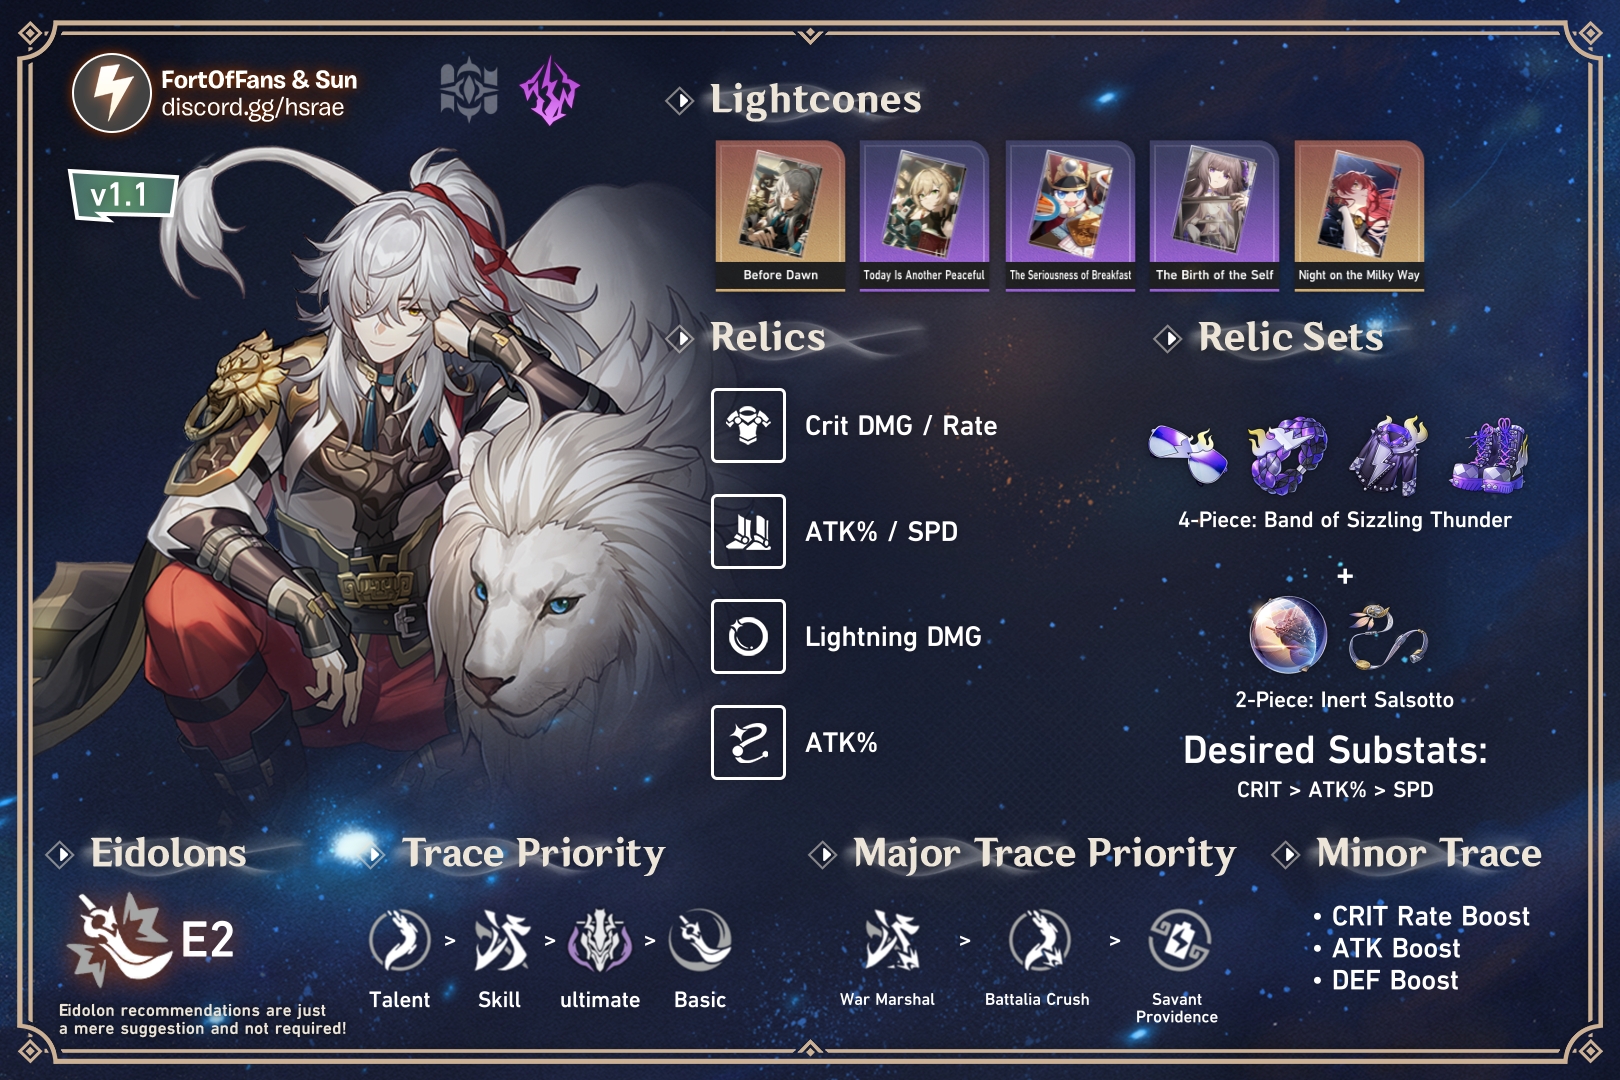 FortOfFans & Sun
discord.gg/hsrae
v1.1
Lightcones
Before Dawn
Today Is Another Peaceful
The Seriousness of Breakfast
The Birth of the Self
Night on the Milky Way
Relics
Crit DMG / Rate
ATK% / SPD
Lightning DMG
ATK%
Relic Sets
4-Piece: Band of Sizzling Thunder
+
2-Piece: Inert Salsotto
Desired Substats:
CRIT > ATK% > SPD
Eidolons
E2
Eidolon recommendations are just
a mere suggestion and not required!
Trace Priority
> > >
Talent Skill ultimate Basic
Major Trace Priority
> >
War Marshal Battalia Crush Savant
Providence
Minor Trace
• CRIT Rate Boost
• ATK Boost
• DEF Boost